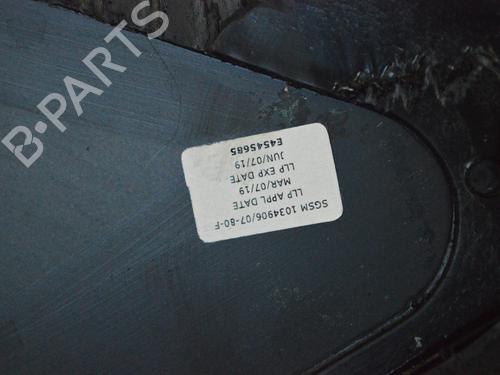 B-PARTS
SGSM 1034906/07-80-F
LLP APPL DATE
MAR/07/19
LLP EXP DATE
JUN/07/19
E4545685